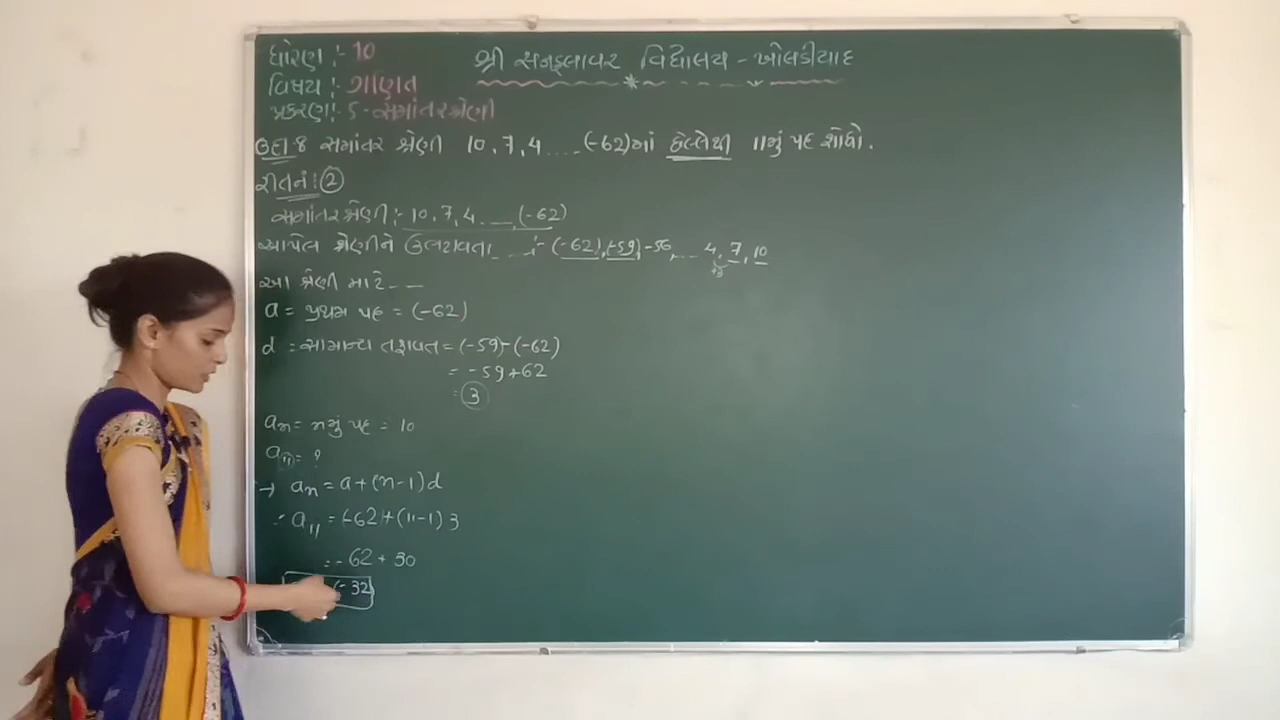 ધોરણ :- 10
શ્રી વિદ્યાલય - ખોલડીયાદ
વિષય :- ગણિત
પ્રકરણ :- 5 - સમાંતર શ્રેણી
ઉદા-8 સમાંતર શ્રેણી 10, 7, 4 .... (-62)માં છેલ્લેથી 11મું પદ શોધો.
રીત નં : ②
સમાંતર શ્રેણી :- 10, 7, 4 ...., (-62)
આપેલ શ્રેણીને ઉલટાવતા ....:- (-62), (-59), -56, .... 4, 7, 10
+3
આ શ્રેણી માટે - -
a = પ્રથમ પદ = (-62)
d = સામાન્ય તફાવત = (-59) - (-62)
= -59 + 62
= 3
an = nમું પદ = 10
a11 = ?
→ an = a + (n-1)d
∴ a11 = (-62) + (11-1) 3
= -62 + 30
(-32)